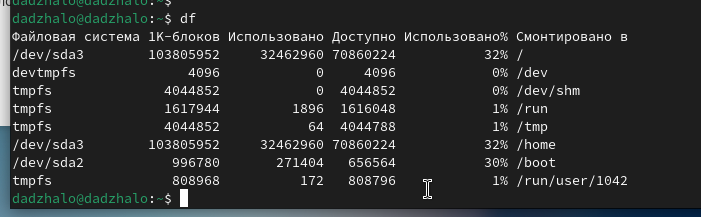 dadzhalo@dadzhalo:~$
dadzhalo@dadzhalo:~$ df
Файловая система 1K-блоков Использовано Доступно Использовано% Смонтировано в
/dev/sda3 103805952 32462960 70860224 32% /
devtmpfs 4096 0 4096 0% /dev
tmpfs 4044852 0 4044852 0% /dev/shm
tmpfs 1617944 1896 1616048 1% /run
tmpfs 4044852 64 4044788 1% /tmp
/dev/sda3 103805952 32462960 70860224 32% /home
/dev/sda2 996780 271404 656564 30% /boot
tmpfs 808968 172 808796 1% /run/user/1042
dadzhalo@dadzhalo:~$